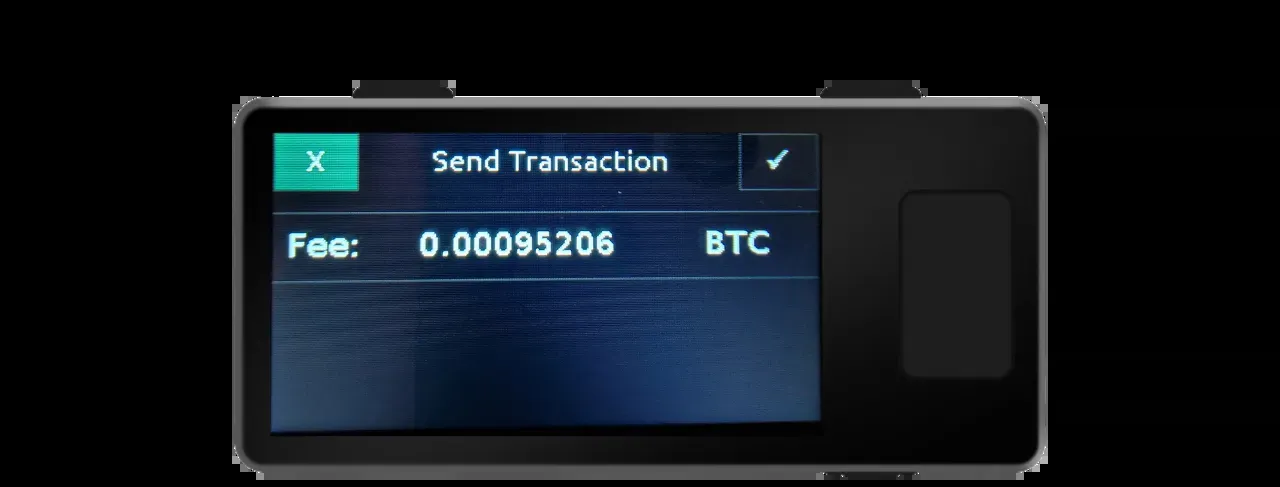 X Send Transaction ✓
Fee: 0.00095206 BTC